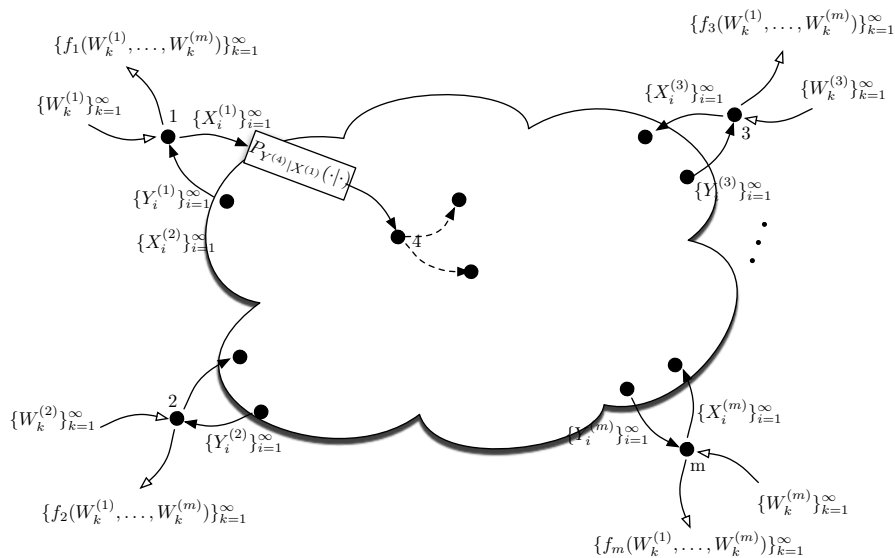 {f_1(W_k^{(1)}, ..., W_k^{(m)})}_{k=1}^∞
{W_k^{(1)}}_{k=1}^∞
1
{X_i^{(1)}}_{i=1}^∞
P_{Y^{(4)}|X^{(1)}}(·|·)
{Y_i^{(1)}}_{i=1}^∞
{X_i^{(2)}}_{i=1}^∞
4
{f_3(W_k^{(1)}, ..., W_k^{(m)})}_{k=1}^∞
{X_i^{(3)}}_{i=1}^∞
{W_k^{(3)}}_{k=1}^∞
3
{Y_i^{(3)}}_{i=1}^∞
2
{W_k^{(2)}}_{k=1}^∞
{Y_i^{(2)}}_{i=1}^∞
{f_2(W_k^{(1)}, ..., W_k^{(m)})}_{k=1}^∞
{X_i^{(m)}}_{i=1}^∞
{Y_i^{(m)}}_{i=1}^∞
m
{W_k^{(m)}}_{k=1}^∞
{f_m(W_k^{(1)}, ..., W_k^{(m)})}_{k=1}^∞